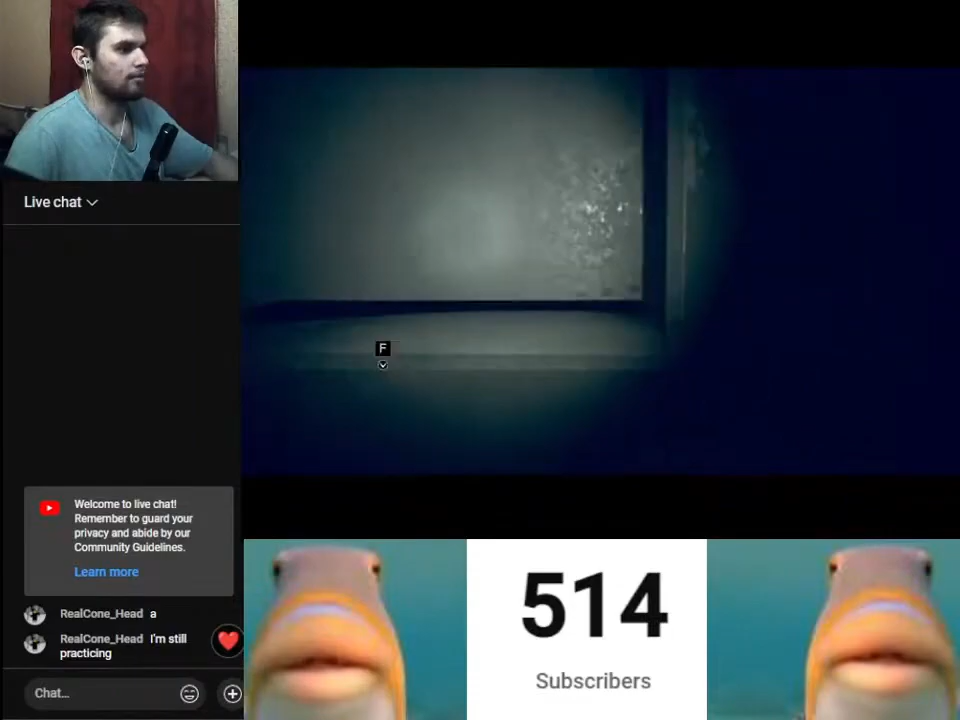 Live chat
F
Welcome to live chat!
Remember to guard your
privacy and abide by our
Community Guidelines.
Learn more
RealCone_Head a
RealCone_Head I'm still
practicing
Chat...
514
Subscribers